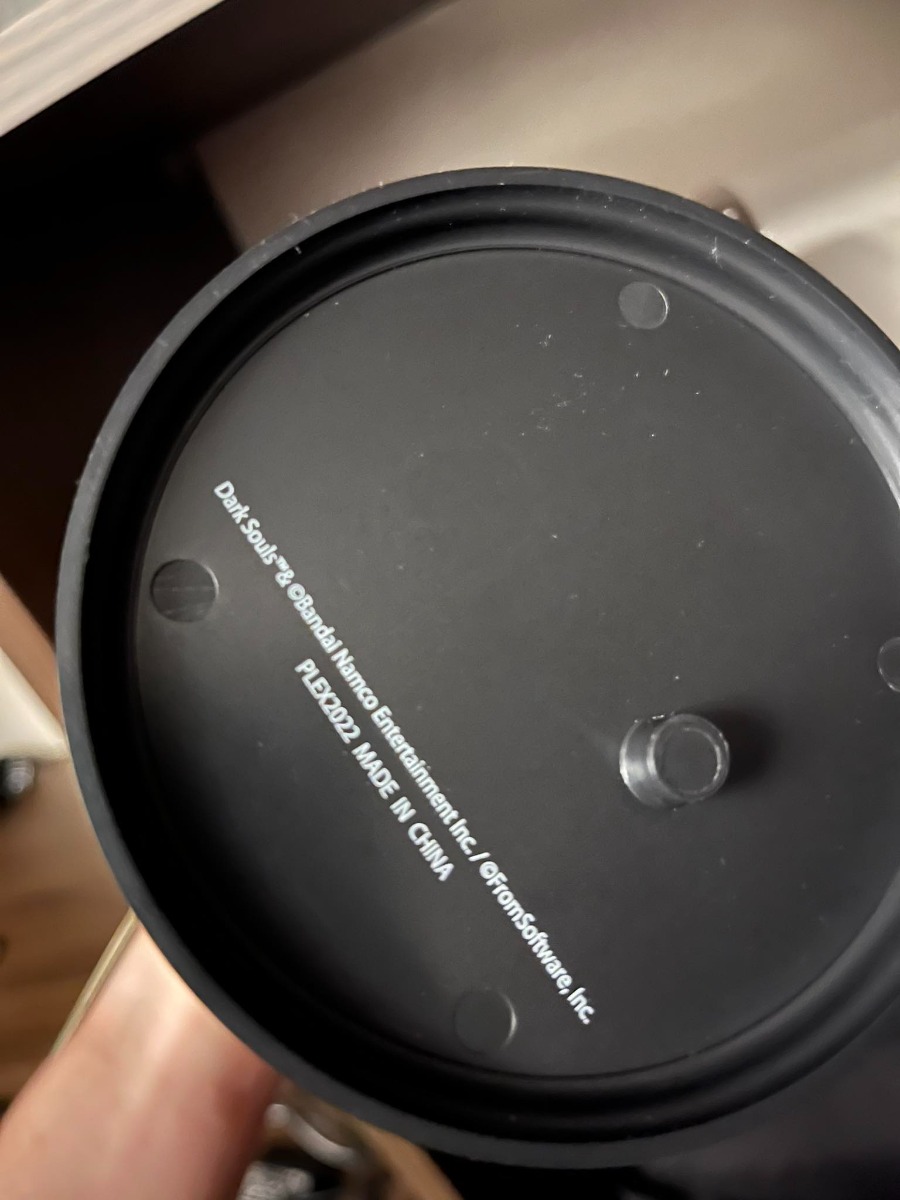 Dark Souls™& ©Bandai Namco Entertainment Inc. / ©FromSoftware, Inc.
PLEX2022 MADE IN CHINA